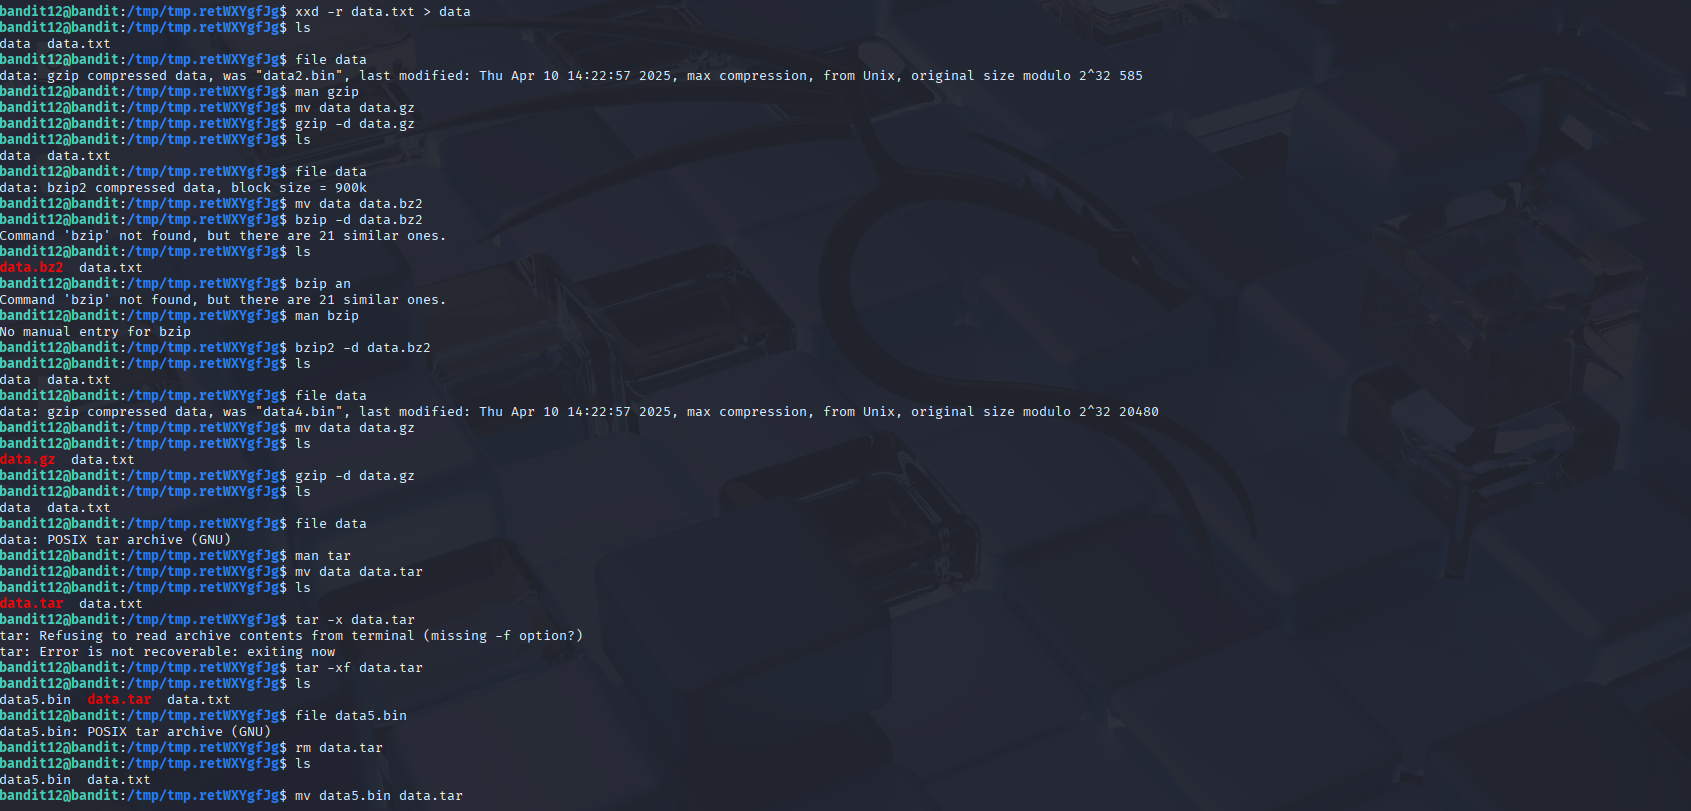 bandit12@bandit:/tmp/tmp.retWXYgfJg$ xxd -r data.txt > data
bandit12@bandit:/tmp/tmp.retWXYgfJg$ ls
data  data.txt
bandit12@bandit:/tmp/tmp.retWXYgfJg$ file data
data: gzip compressed data, was "data2.bin", last modified: Thu Apr 10 14:22:57 2025, max compression, from Unix, original size modulo 2^32 585
bandit12@bandit:/tmp/tmp.retWXYgfJg$ man gzip
bandit12@bandit:/tmp/tmp.retWXYgfJg$ mv data data.gz
bandit12@bandit:/tmp/tmp.retWXYgfJg$ gzip -d data.gz
bandit12@bandit:/tmp/tmp.retWXYgfJg$ ls
data  data.txt
bandit12@bandit:/tmp/tmp.retWXYgfJg$ file data
data: bzip2 compressed data, block size = 900k
bandit12@bandit:/tmp/tmp.retWXYgfJg$ mv data data.bz2
bandit12@bandit:/tmp/tmp.retWXYgfJg$ bzip -d data.bz2
Command 'bzip' not found, but there are 21 similar ones.
bandit12@bandit:/tmp/tmp.retWXYgfJg$ ls
data.bz2  data.txt
bandit12@bandit:/tmp/tmp.retWXYgfJg$ bzip an
Command 'bzip' not found, but there are 21 similar ones.
bandit12@bandit:/tmp/tmp.retWXYgfJg$ man bzip
No manual entry for bzip
bandit12@bandit:/tmp/tmp.retWXYgfJg$ bzip2 -d data.bz2
bandit12@bandit:/tmp/tmp.retWXYgfJg$ ls
data  data.txt
bandit12@bandit:/tmp/tmp.retWXYgfJg$ file data
data: gzip compressed data, was "data4.bin", last modified: Thu Apr 10 14:22:57 2025, max compression, from Unix, original size modulo 2^32 20480
bandit12@bandit:/tmp/tmp.retWXYgfJg$ mv data data.gz
bandit12@bandit:/tmp/tmp.retWXYgfJg$ ls
data.gz  data.txt
bandit12@bandit:/tmp/tmp.retWXYgfJg$ gzip -d data.gz
bandit12@bandit:/tmp/tmp.retWXYgfJg$ ls
data  data.txt
bandit12@bandit:/tmp/tmp.retWXYgfJg$ file data
data: POSIX tar archive (GNU)
bandit12@bandit:/tmp/tmp.retWXYgfJg$ man tar
bandit12@bandit:/tmp/tmp.retWXYgfJg$ mv data data.tar
bandit12@bandit:/tmp/tmp.retWXYgfJg$ ls
data.tar  data.txt
bandit12@bandit:/tmp/tmp.retWXYgfJg$ tar -x data.tar
tar: Refusing to read archive contents from terminal (missing -f option?)
tar: Error is not recoverable: exiting now
bandit12@bandit:/tmp/tmp.retWXYgfJg$ tar -xf data.tar
bandit12@bandit:/tmp/tmp.retWXYgfJg$ ls
data5.bin  data.tar  data.txt
bandit12@bandit:/tmp/tmp.retWXYgfJg$ file data5.bin
data5.bin: POSIX tar archive (GNU)
bandit12@bandit:/tmp/tmp.retWXYgfJg$ rm data.tar
bandit12@bandit:/tmp/tmp.retWXYgfJg$ ls
data5.bin  data.txt
bandit12@bandit:/tmp/tmp.retWXYgfJg$ mv data5.bin data.tar